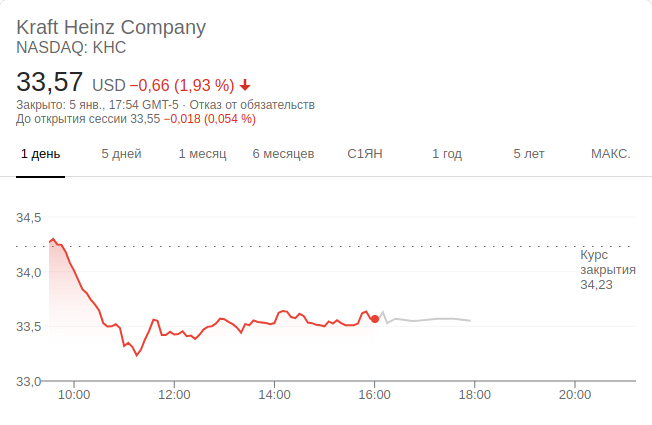 Kraft Heinz Company
NASDAQ: KHC
33,57 USD −0,66 (1,93 %) ↓
Закрыто: 5 янв., 17:54 GMT-5 · Отказ от обязательств
До открытия сессии 33,55 −0,018 (0,054 %)
1 день 5 дней 1 месяц 6 месяцев С1ЯН 1 год 5 лет МАКС.
34,5
Курс
закрытия
34,23
34,0
33,5
33,0
10:00 12:00 14:00 16:00 18:00 20:00